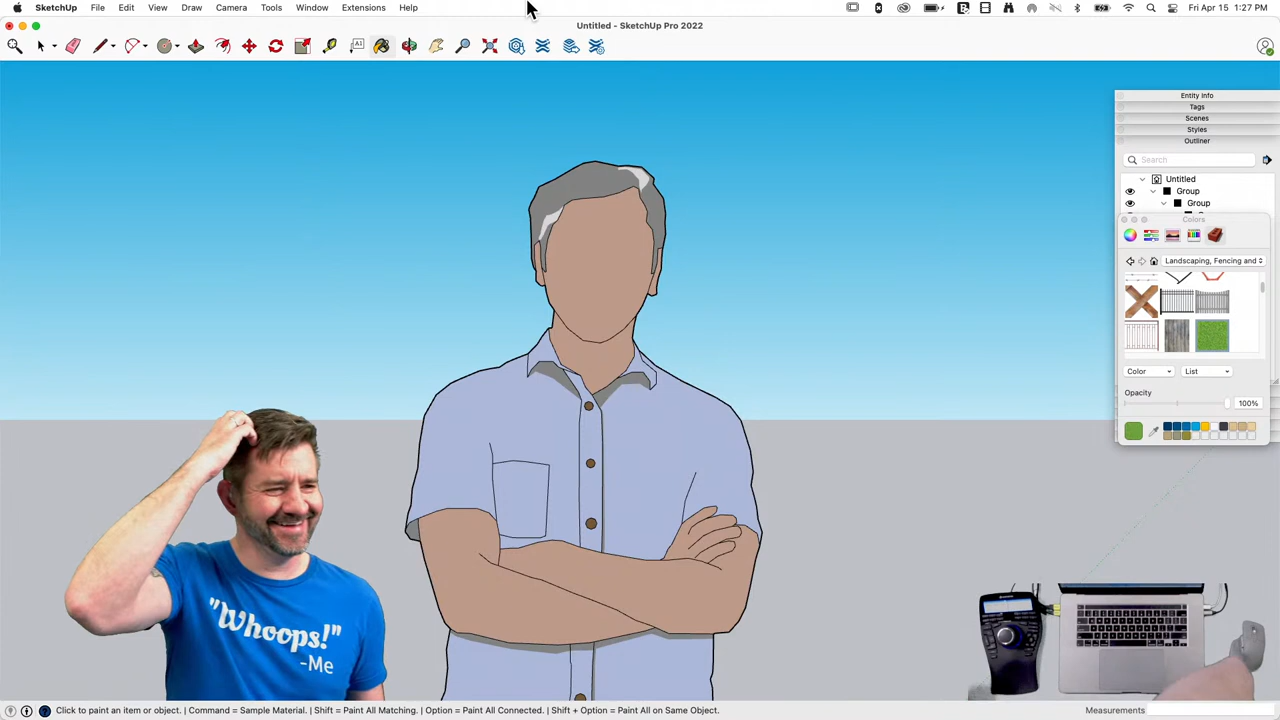 SketchUp File Edit View Draw Camera Tools Window Extensions Help Fri Apr 15 1:27 PM
Untitled - SketchUp Pro 2022
Entity Info
Tags
Scenes
Styles
Outliner
Search
Untitled
Group
Group
Colors
Landscaping, Fencing and
Color List
Opacity
100%
"Whoops!"
-Me
Click to paint an item or object. | Command = Sample Material. | Shift = Paint All Matching. | Option = Paint All Connected. | Shift + Option = Paint All on Same Object. Measurements